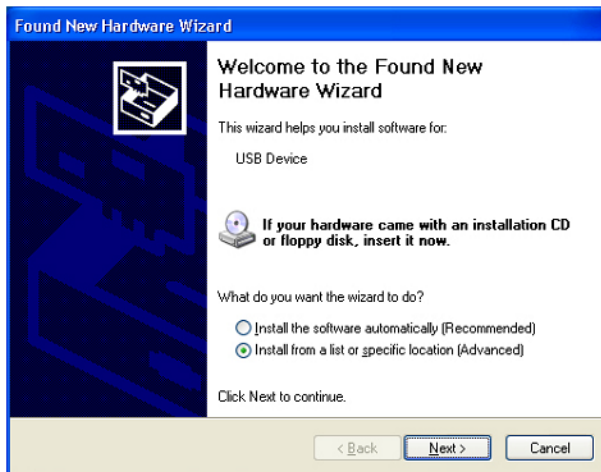 Found New Hardware Wizard
Welcome to the Found New
Hardware Wizard
This wizard helps you install software for:
USB Device
If your hardware came with an installation CD
or floppy disk, insert it now.
What do you want the wizard to do?
Install the software automatically (Recommended)
Install from a list or specific location (Advanced)
Click Next to continue.
< Back
Next >
Cancel